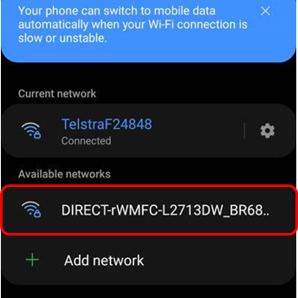 Your phone can switch to mobile data
automatically when your Wi-Fi connection is
slow or unstable.
Current network
TelstraF24848
Connected
Available networks
DIRECT-rWMFC-L2713DW_BR68..
Add network